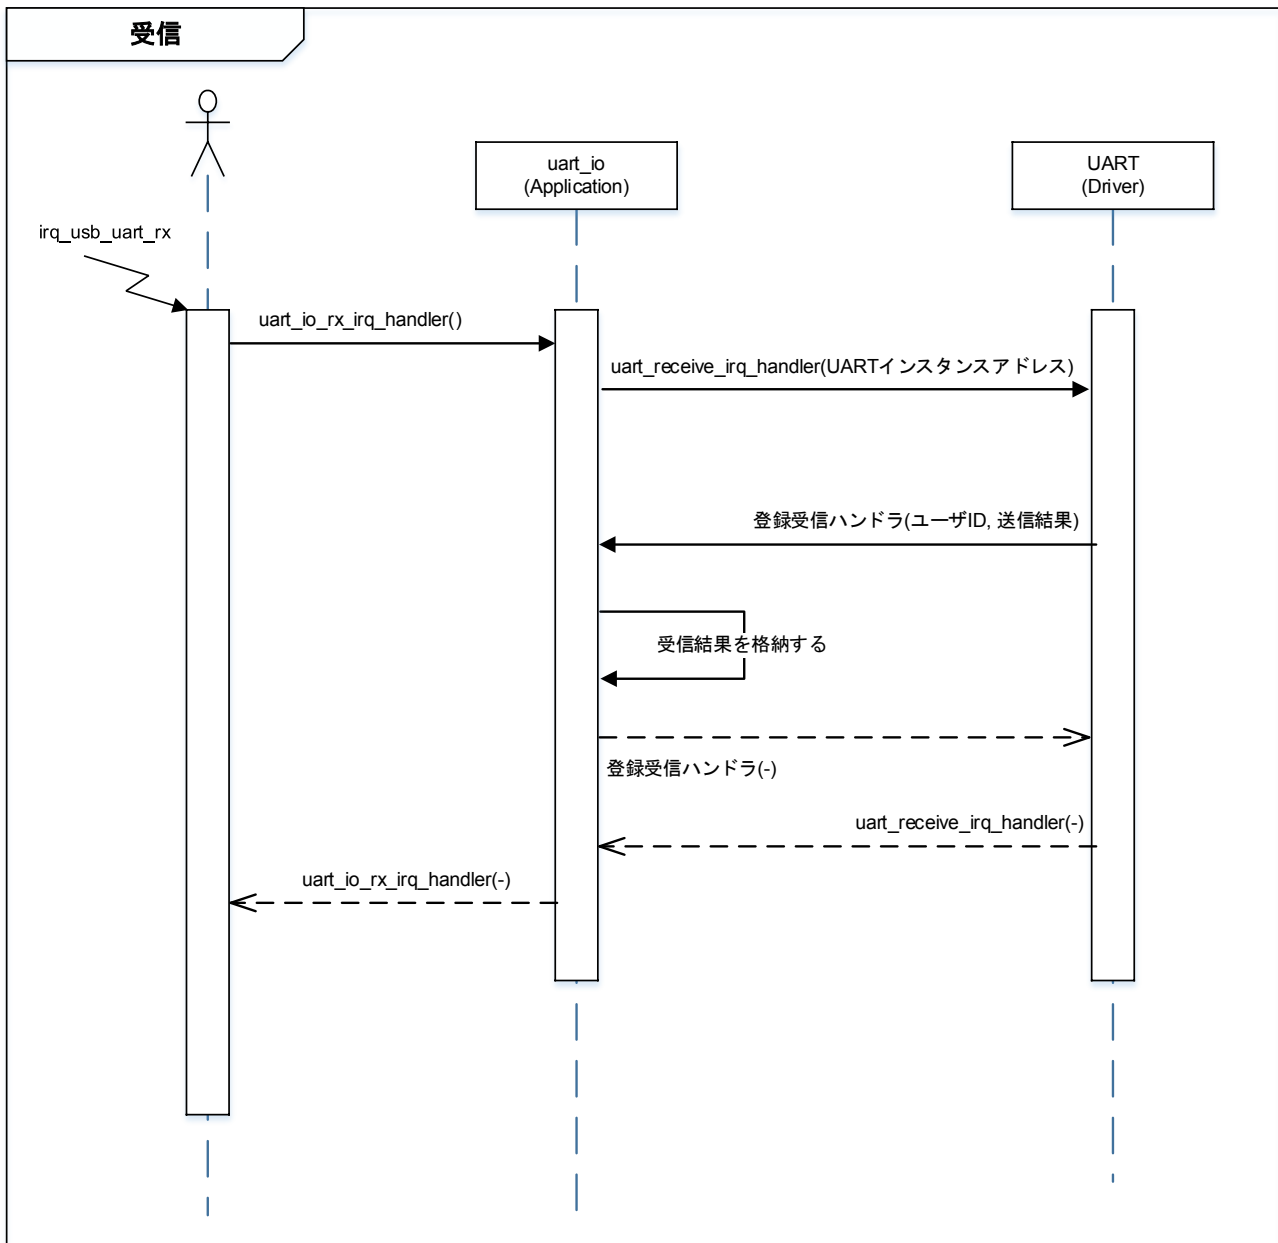 受信
uart_io
(Application)
UART
(Driver)
irq_usb_uart_rx
uart_io_rx_irq_handler()
uart_receive_irq_handler(UARTインスタンスアドレス)
登録受信ハンドラ(ユーザID, 送信結果)
受信結果を格納する
登録受信ハンドラ(-)
uart_receive_irq_handler(-)
uart_io_rx_irq_handler(-)